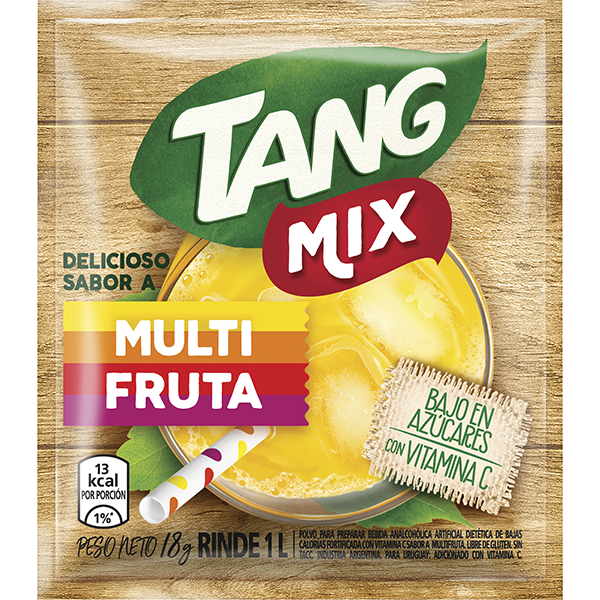 TANG
MIX
DELICIOSO
SABOR A
MULTI
FRUTA
BAJO EN
AZÚCARES
CON VITAMINA C
13
kcal
POR PORCIÓN
1%*
PESO NETO 18g RINDE 1 L
POLVO PARA PREPARAR BEBIDA ANALCOHÓLICA ARTIFICIAL DIETÉTICA DE BAJAS
CALORÍAS FORTIFICADA CON VITAMINA C SABOR A MULTIFRUTA. LIBRE DE GLUTEN. SIN
TACC. INDUSTRIA ARGENTINA. PARA URUGUAY: ADICIONADO CON VITAMINA C.